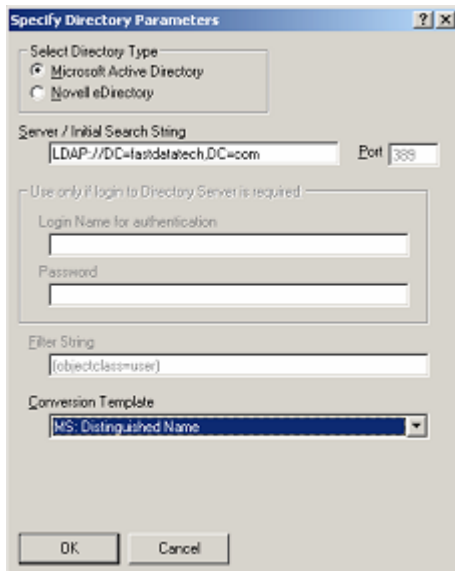 Specify Directory Parameters
Select Directory Type
Microsoft Active Directory
Novell eDirectory
Server / Initial Search String
LDAP://DC=fastdatatech,DC=com
Port 389
Use only if login to Directory Server is required
Login Name for authentication
Password
Filter String
(objectclass=user)
Conversion Template
MS: Distinguished Name
OK Cancel